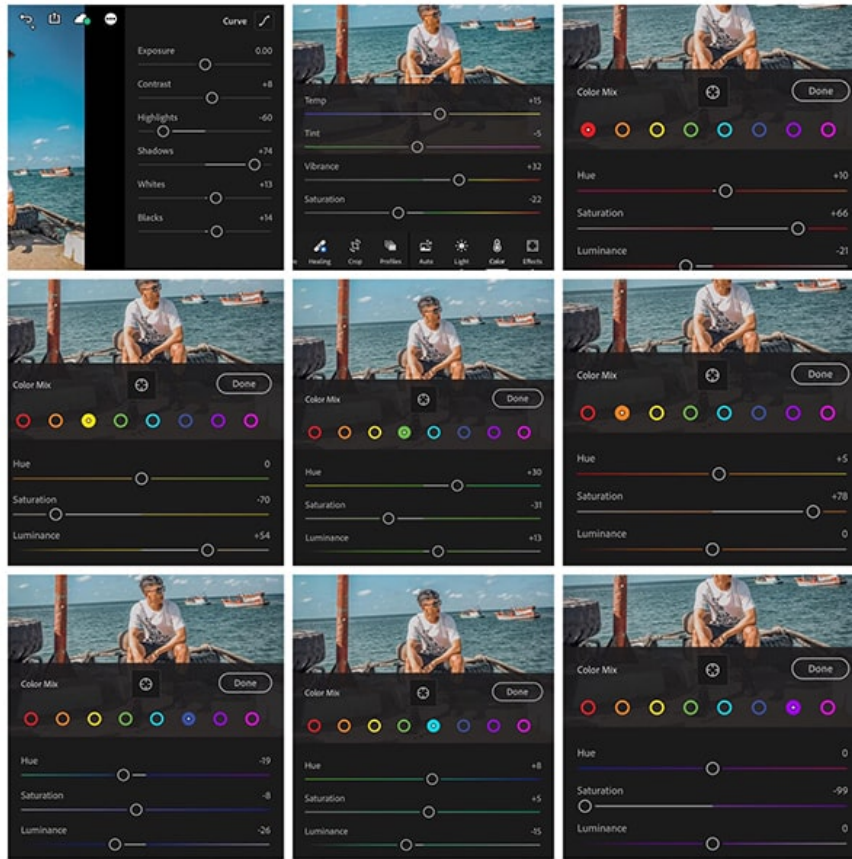 Curve
Exposure 0.00
Contrast +8
Highlights -60
Shadows +74
Whites +13
Blacks +14
Temp +15
Tint -5
Vibrance +32
Saturation -22
Healing Crop Profiles Auto Light Color Effects
Color Mix Done
Hue +10
Saturation +66
Luminance -21
Color Mix Done
Hue 0
Saturation -70
Luminance +54
Color Mix Done
Hue +30
Saturation -31
Luminance +13
Color Mix Done
Hue +5
Saturation +78
Luminance 0
Color Mix Done
Hue -19
Saturation -8
Luminance -26
Color Mix Done
Hue +8
Saturation +5
Luminance -15
Color Mix Done
Hue 0
Saturation -99
Luminance 0